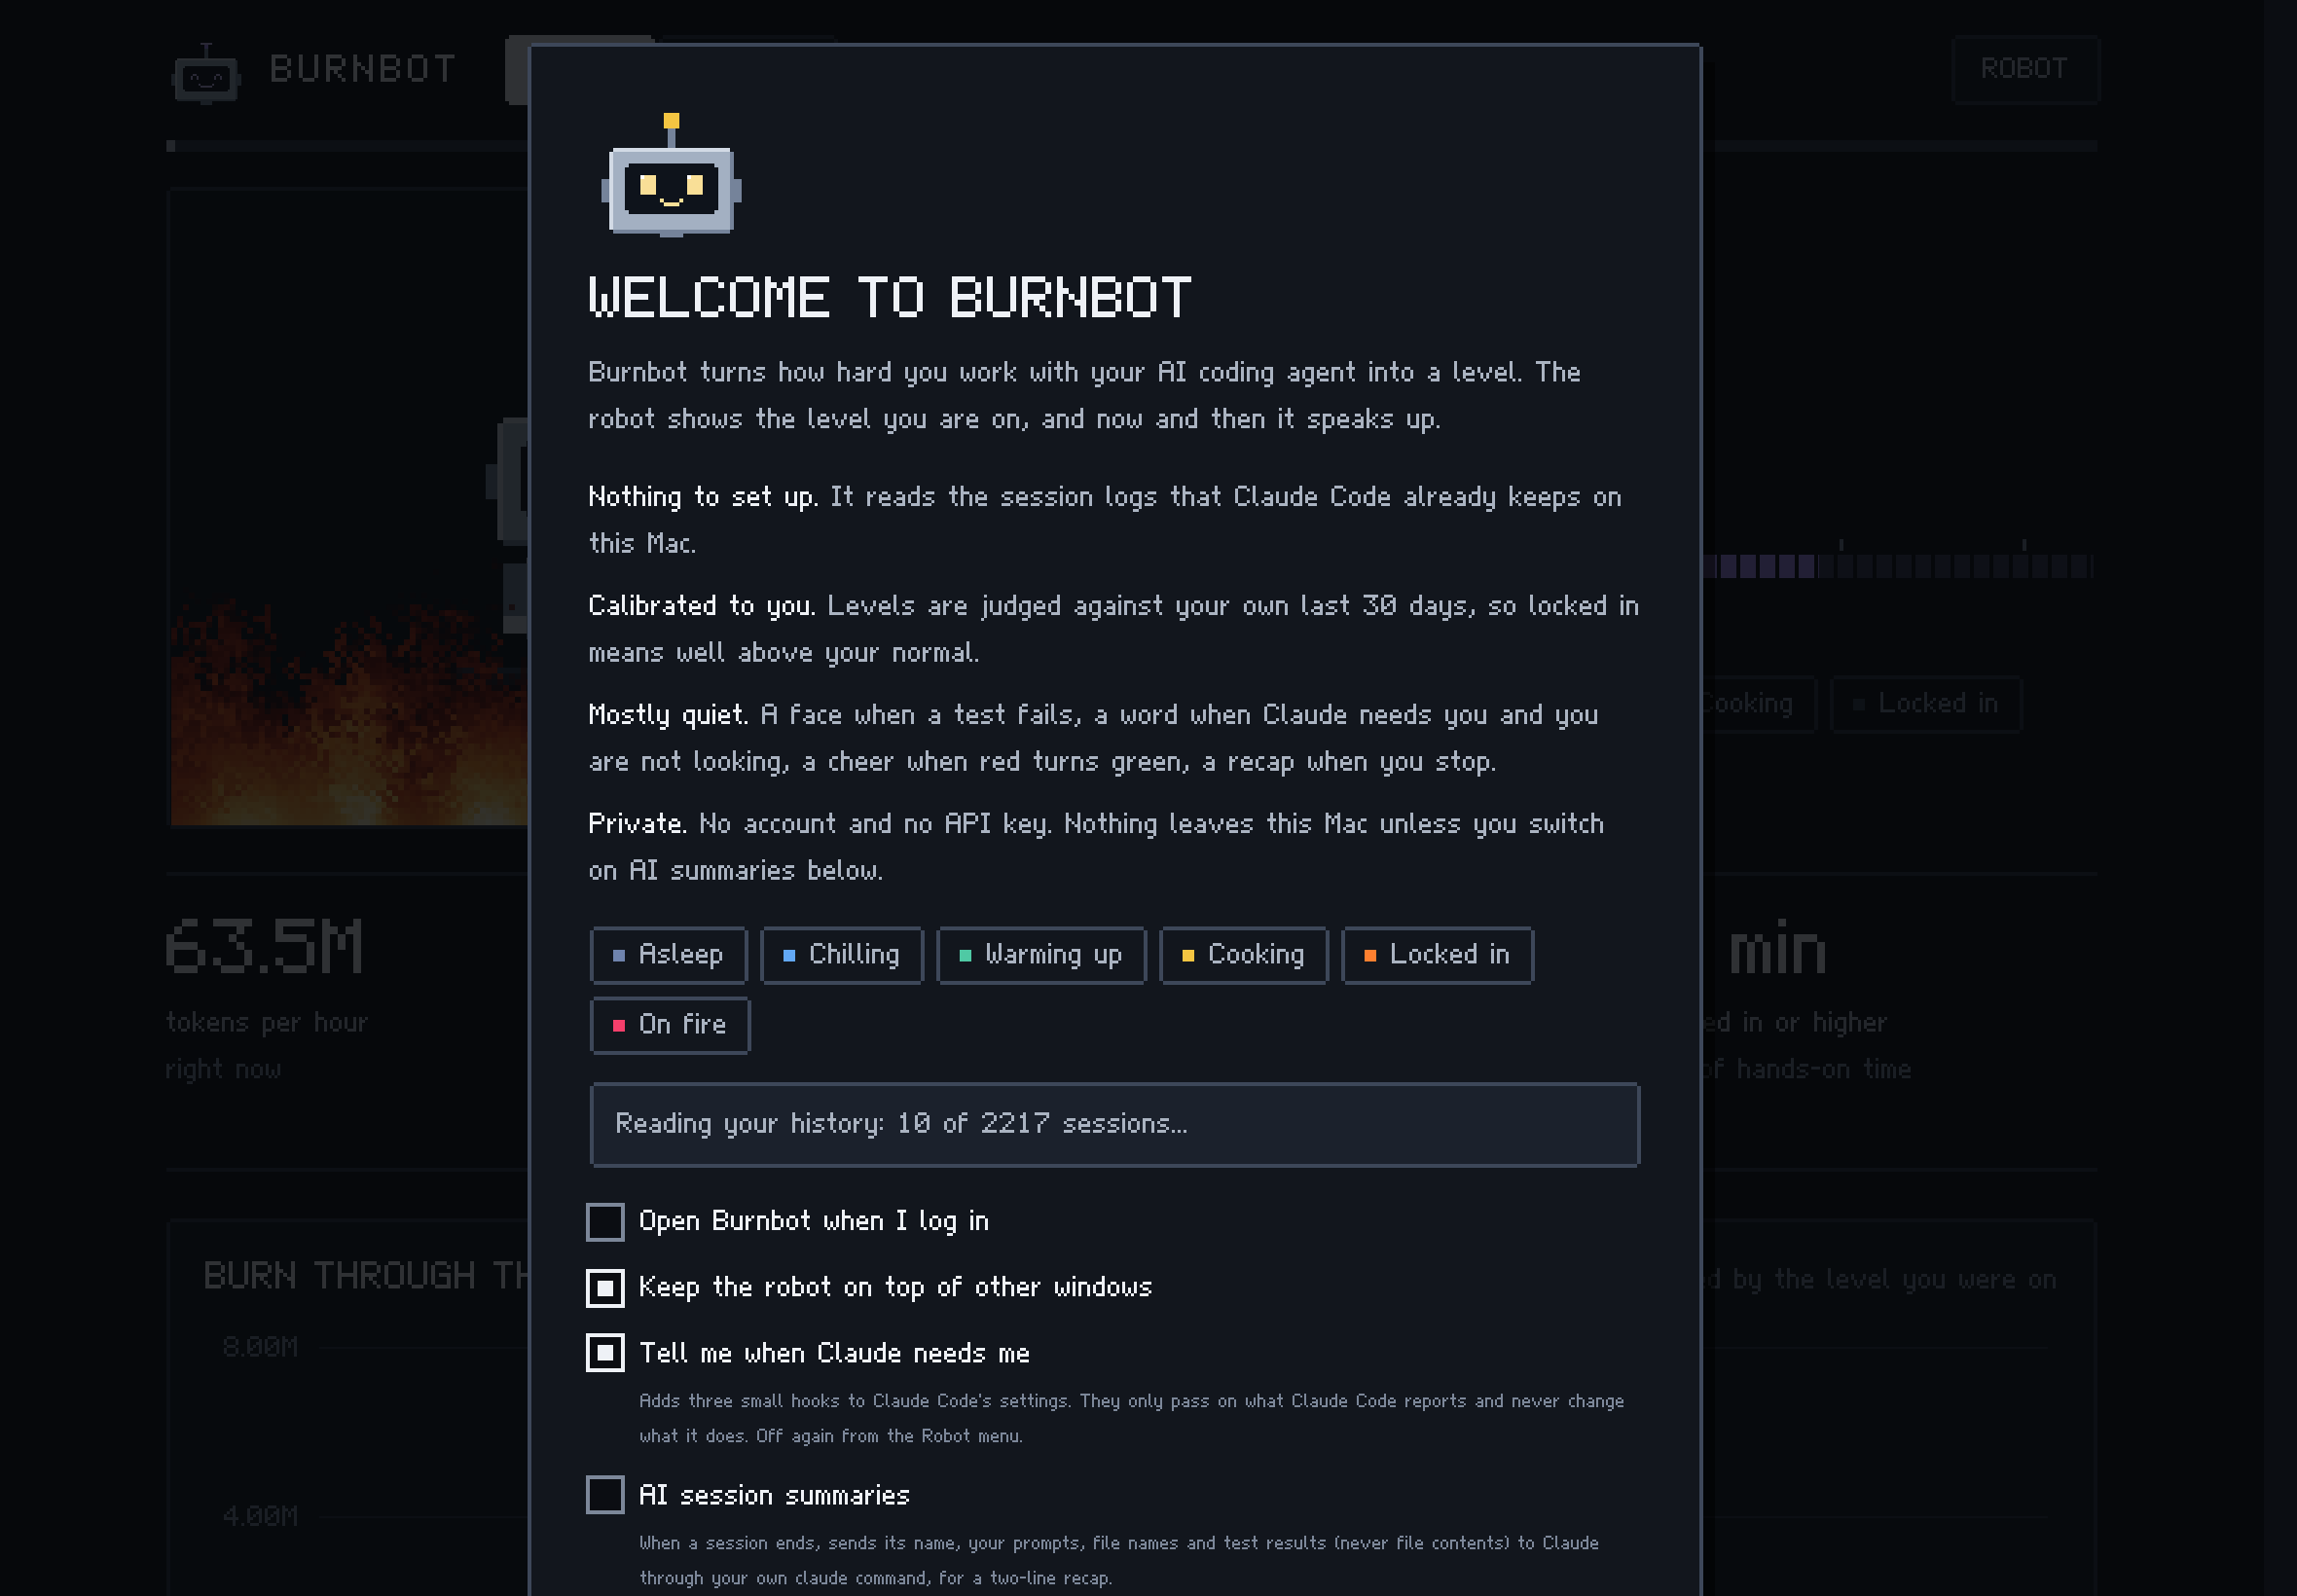 BURNBOT
ROBOT
WELCOME TO BURNBOT
Burnbot turns how hard you work with your AI coding agent into a level. The
robot shows the level you are on, and now and then it speaks up.
Nothing to set up. It reads the session logs that Claude Code already keeps on
this Mac.
Calibrated to you. Levels are judged against your own last 30 days, so locked in
means well above your normal.
Mostly quiet. A face when a test fails, a word when Claude needs you and you
are not looking, a cheer when red turns green, a recap when you stop.
Private. No account and no API key. Nothing leaves this Mac unless you switch
on AI summaries below.
Asleep
Chilling
Warming up
Cooking
Locked in
On fire
Reading your history: 10 of 2217 sessions...
Open Burnbot when I log in
Keep the robot on top of other windows
Tell me when Claude needs me
Adds three small hooks to Claude Code's settings. They only pass on what Claude Code reports and never change
what it does. Off again from the Robot menu.
AI session summaries
When a session ends, sends its name, your prompts, file names and test results (never file contents) to Claude
through your own claude command, for a two-line recap.
Cooking
Locked in
63.5M
tokens per hour
right now
min
in or higher
of hands-on time
BURN THROUGH
by the level you were on
8.00M
4.00M